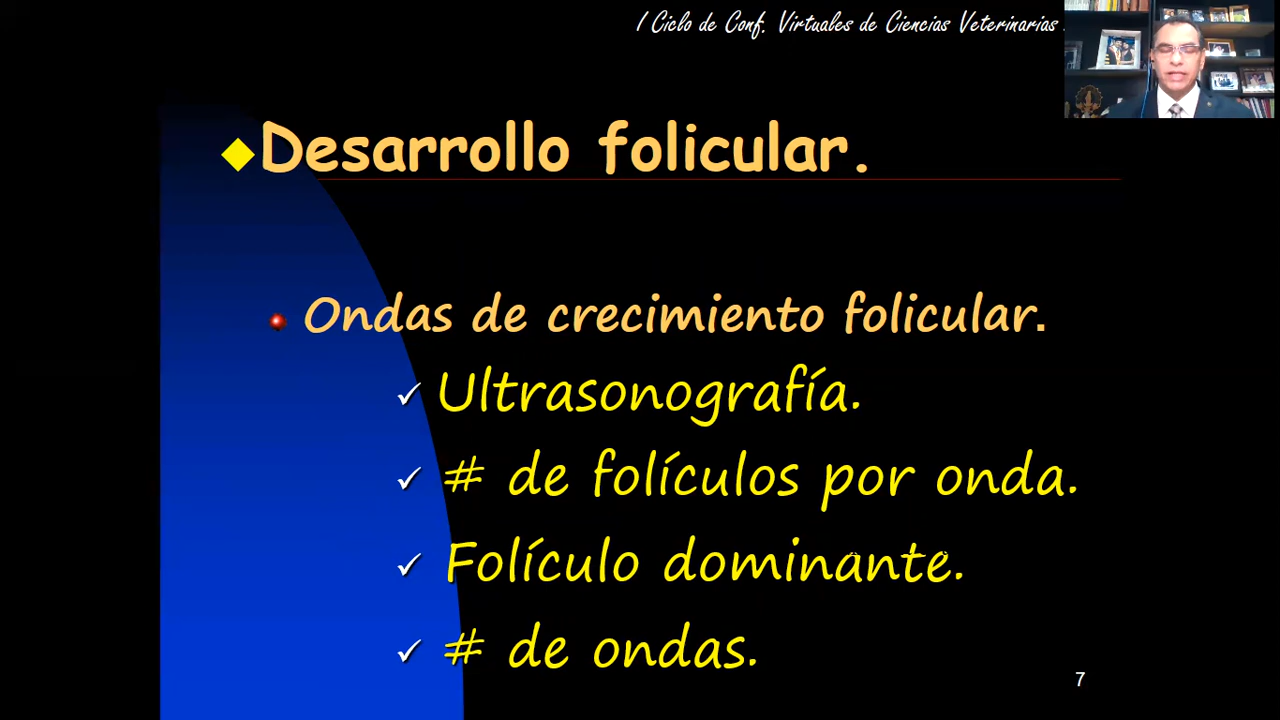 I Ciclo de Conf. Virtuales de Ciencias Veterinarias
Desarrollo folicular.
Ondas de crecimiento folicular.
Ultrasonografía.
# de folículos por onda.
Folículo dominante.
# de ondas.
7